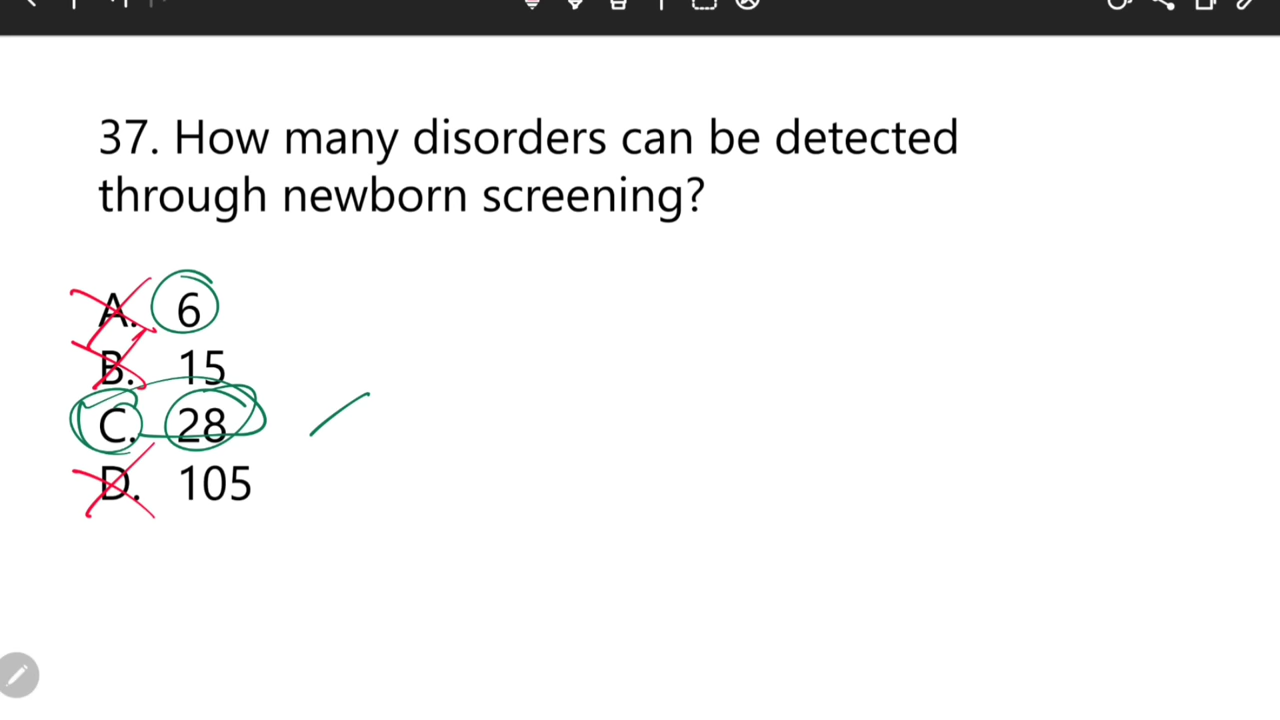 37. How many disorders can be detected
through newborn screening?
A. 6
B. 15
C. 28
D. 105